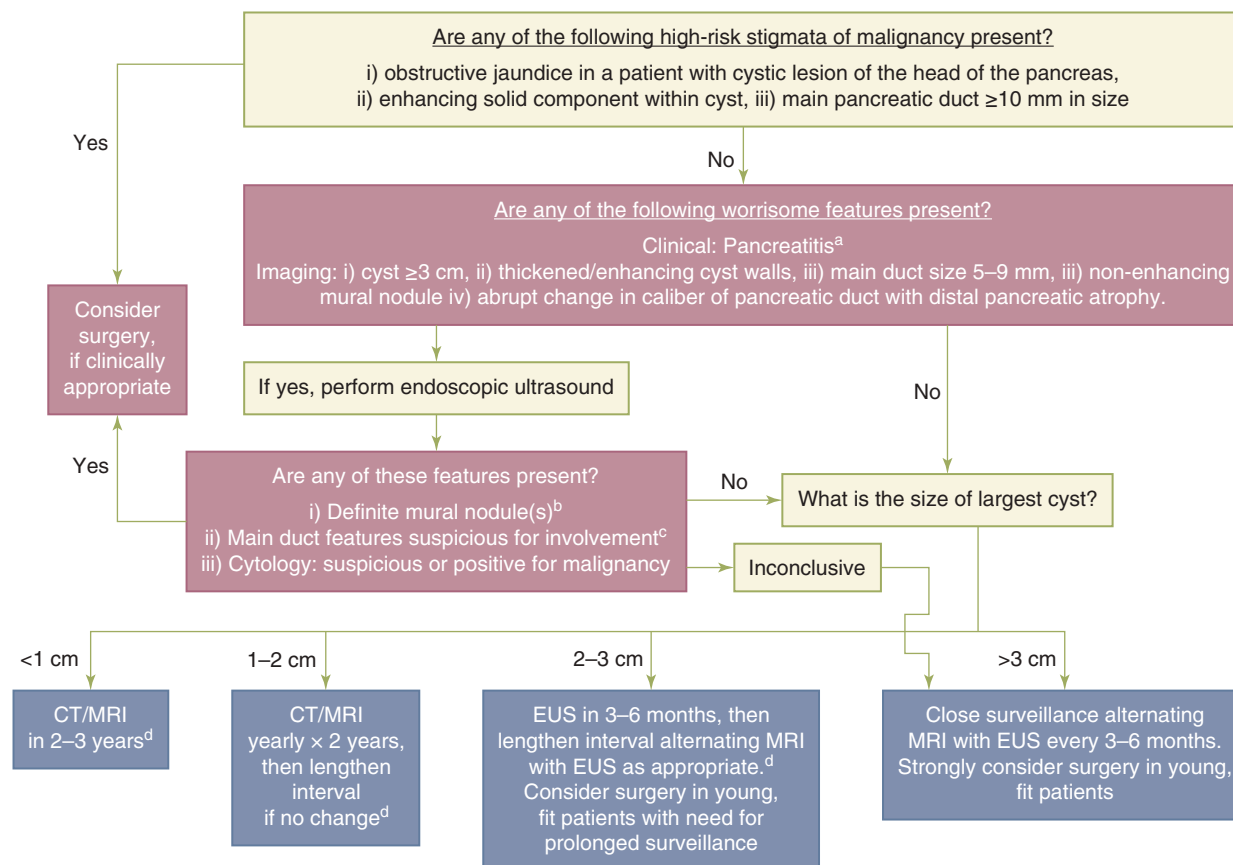 Are any of the following high-risk stigmata of malignancy present?
i) obstructive jaundice in a patient with cystic lesion of the head of the pancreas,
ii) enhancing solid component within cyst, iii) main pancreatic duct ≥10 mm in size
Yes
No
Are any of the following worrisome features present?
Clinical: Pancreatitisᵃ
Imaging: i) cyst ≥3 cm, ii) thickened/enhancing cyst walls, iii) main duct size 5–9 mm, iii) non-enhancing
mural nodule iv) abrupt change in caliber of pancreatic duct with distal pancreatic atrophy.
Consider
surgery,
if clinically
appropriate
If yes, perform endoscopic ultrasound
No
Yes
Are any of these features present?
i) Definite mural nodule(s)ᵇ
ii) Main duct features suspicious for involvementᶜ
iii) Cytology: suspicious or positive for malignancy
No
What is the size of largest cyst?
Inconclusive
<1 cm
1–2 cm
2–3 cm
>3 cm
CT/MRI
in 2–3 yearsᵈ
CT/MRI
yearly × 2 years,
then lengthen
interval
if no changeᵈ
EUS in 3–6 months, then
lengthen interval alternating MRI
with EUS as appropriate.ᵈ
Consider surgery in young,
fit patients with need for
prolonged surveillance
Close surveillance alternating
MRI with EUS every 3–6 months.
Strongly consider surgery in young,
fit patients